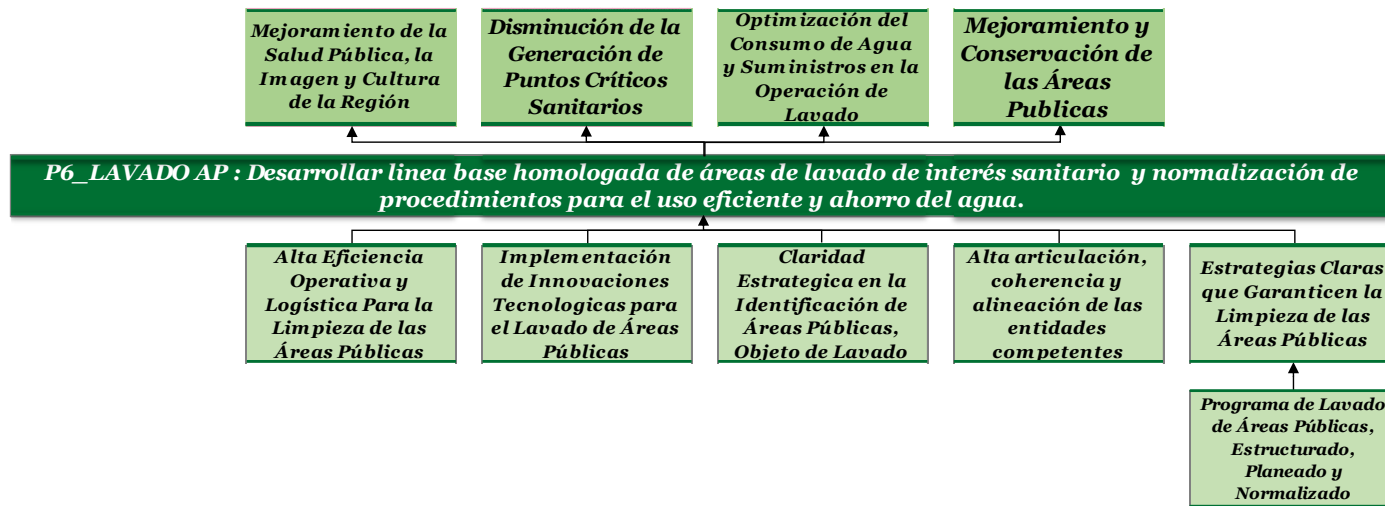 Mejoramiento de la
Salud Pública, la
Imagen y Cultura
de la Región
Disminución de la
Generación de
Puntos Críticos
Sanitarios
Optimización del
Consumo de Agua
y Suministros en la
Operación de
Lavado
Mejoramiento y
Conservación de
las Áreas
Publicas
P6_LAVADO AP : Desarrollar linea base homologada de áreas de lavado de interés sanitario y normalización de
procedimientos para el uso eficiente y ahorro del agua.
Alta Eficiencia
Operativa y
Logística Para la
Limpieza de las
Áreas Públicas
Implementación
de Innovaciones
Tecnologicas para
el Lavado de Áreas
Públicas
Claridad
Estrategica en la
Identificación de
Áreas Públicas,
Objeto de Lavado
Alta articulación,
coherencia y
alineación de las
entidades
competentes
Estrategias Claras
que Garanticen la
Limpieza de las
Áreas Públicas
Programa de Lavado
de Áreas Públicas,
Estructurado,
Planeado y
Normalizado